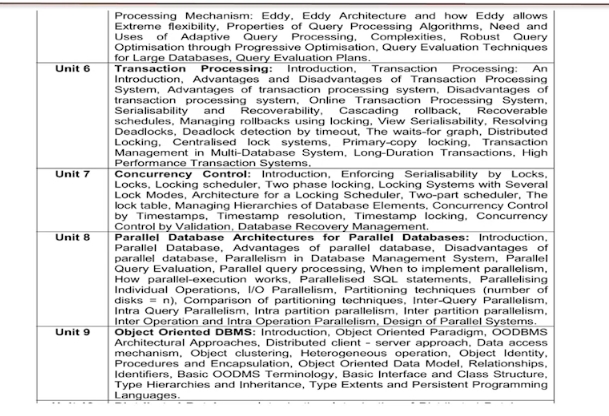 Processing Mechanism: Eddy, Eddy Architecture and how Eddy allows
Extreme flexibility, Properties of Query Processing Algorithms, Need and
Uses of Adaptive Query Processing, Complexities, Robust Query
Optimisation through Progressive Optimisation, Query Evaluation Techniques
for Large Databases, Query Evaluation Plans.
Unit 6 Transaction Processing: Introduction, Transaction Processing: An
Introduction, Advantages and Disadvantages of Transaction Processing
System, Advantages of transaction processing system, Disadvantages of
transaction processing system, Online Transaction Processing System,
Serialisability and Recoverability, Cascading rollback, Recoverable
schedules, Managing rollbacks using locking, View Serialisability, Resolving
Deadlocks, Deadlock detection by timeout, The waits-for graph, Distributed
Locking, Centralised lock systems, Primary-copy locking, Transaction
Management in Multi-Database System, Long-Duration Transactions, High
Performance Transaction Systems.
Unit 7 Concurrency Control: Introduction, Enforcing Serialisability by Locks,
Locks, Locking scheduler, Two phase locking, Locking Systems with Several
Lock Modes, Architecture for a Locking Scheduler, Two-part scheduler, The
lock table, Managing Hierarchies of Database Elements, Concurrency Control
by Timestamps, Timestamp resolution, Timestamp locking, Concurrency
Control by Validation, Database Recovery Management.
Unit 8 Parallel Database Architectures for Parallel Databases: Introduction,
Parallel Database, Advantages of parallel database, Disadvantages of
parallel database, Parallelism in Database Management System, Parallel
Query Evaluation, Parallel query processing, When to implement parallelism,
How parallel-execution works, Parallelised SQL statements, Parallelising
Individual Operations, I/O Parallelism, Partitioning techniques (number of
disks = n), Comparison of partitioning techniques, Inter-Query Parallelism,
Intra Query Parallelism, Intra partition parallelism, Inter partition parallelism,
Inter Operation and Intra Operation Parallelism, Design of Parallel Systems.
Unit 9 Object Oriented DBMS: Introduction, Object Oriented Paradigm, OODBMS
Architectural Approaches, Distributed client - server approach, Data access
mechanism, Object clustering, Heterogeneous operation, Object Identity,
Procedures and Encapsulation, Object Oriented Data Model, Relationships,
Identifiers, Basic OODMS Terminology, Basic Interface and Class Structure,
Type Hierarchies and Inheritance, Type Extents and Persistent Programming
Languages.